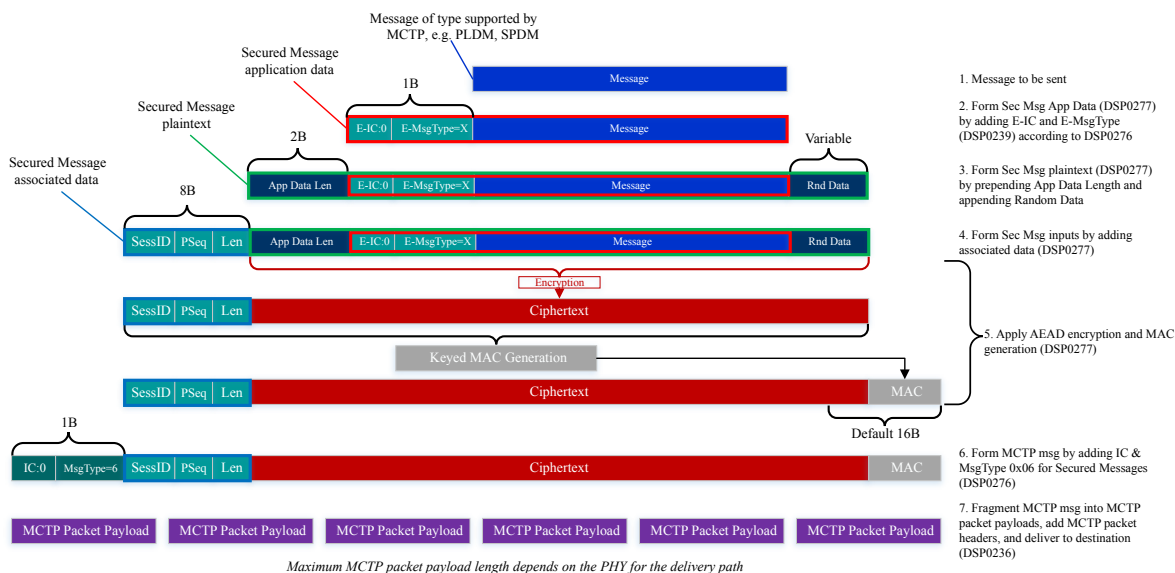 Message of type supported by
MCTP, e.g. PLDM, SPDM
Secured Message
application data
1B
Message
1. Message to be sent
Secured Message
plaintext
2B
E-IC:0 E-MsgType=X Message
Variable
2. Form Sec Msg App Data (DSP0277)
by adding E-IC and E-MsgType
(DSP0239) according to DSP0276
Secured Message
associated data
8B
App Data Len E-IC:0 E-MsgType=X Message Rnd Data
3. Form Sec Msg plaintext (DSP0277)
by prepending App Data Length and
appending Random Data
SessID PSeq Len App Data Len E-IC:0 E-MsgType=X Message Rnd Data
4. Form Sec Msg inputs by adding
associated data (DSP0277)
Encryption
SessID PSeq Len Ciphertext
Keyed MAC Generation
5. Apply AEAD encryption and MAC
generation (DSP0277)
SessID PSeq Len Ciphertext MAC
Default 16B
1B
IC:0 MsgType=6 SessID PSeq Len Ciphertext MAC
6. Form MCTP msg by adding IC &
MsgType 0x06 for Secured Messages
(DSP0276)
MCTP Packet Payload MCTP Packet Payload MCTP Packet Payload MCTP Packet Payload MCTP Packet Payload MCTP Packet Payload
7. Fragment MCTP msg into MCTP
packet payloads, add MCTP packet
headers, and deliver to destination
(DSP0236)
Maximum MCTP packet payload length depends on the PHY for the delivery path